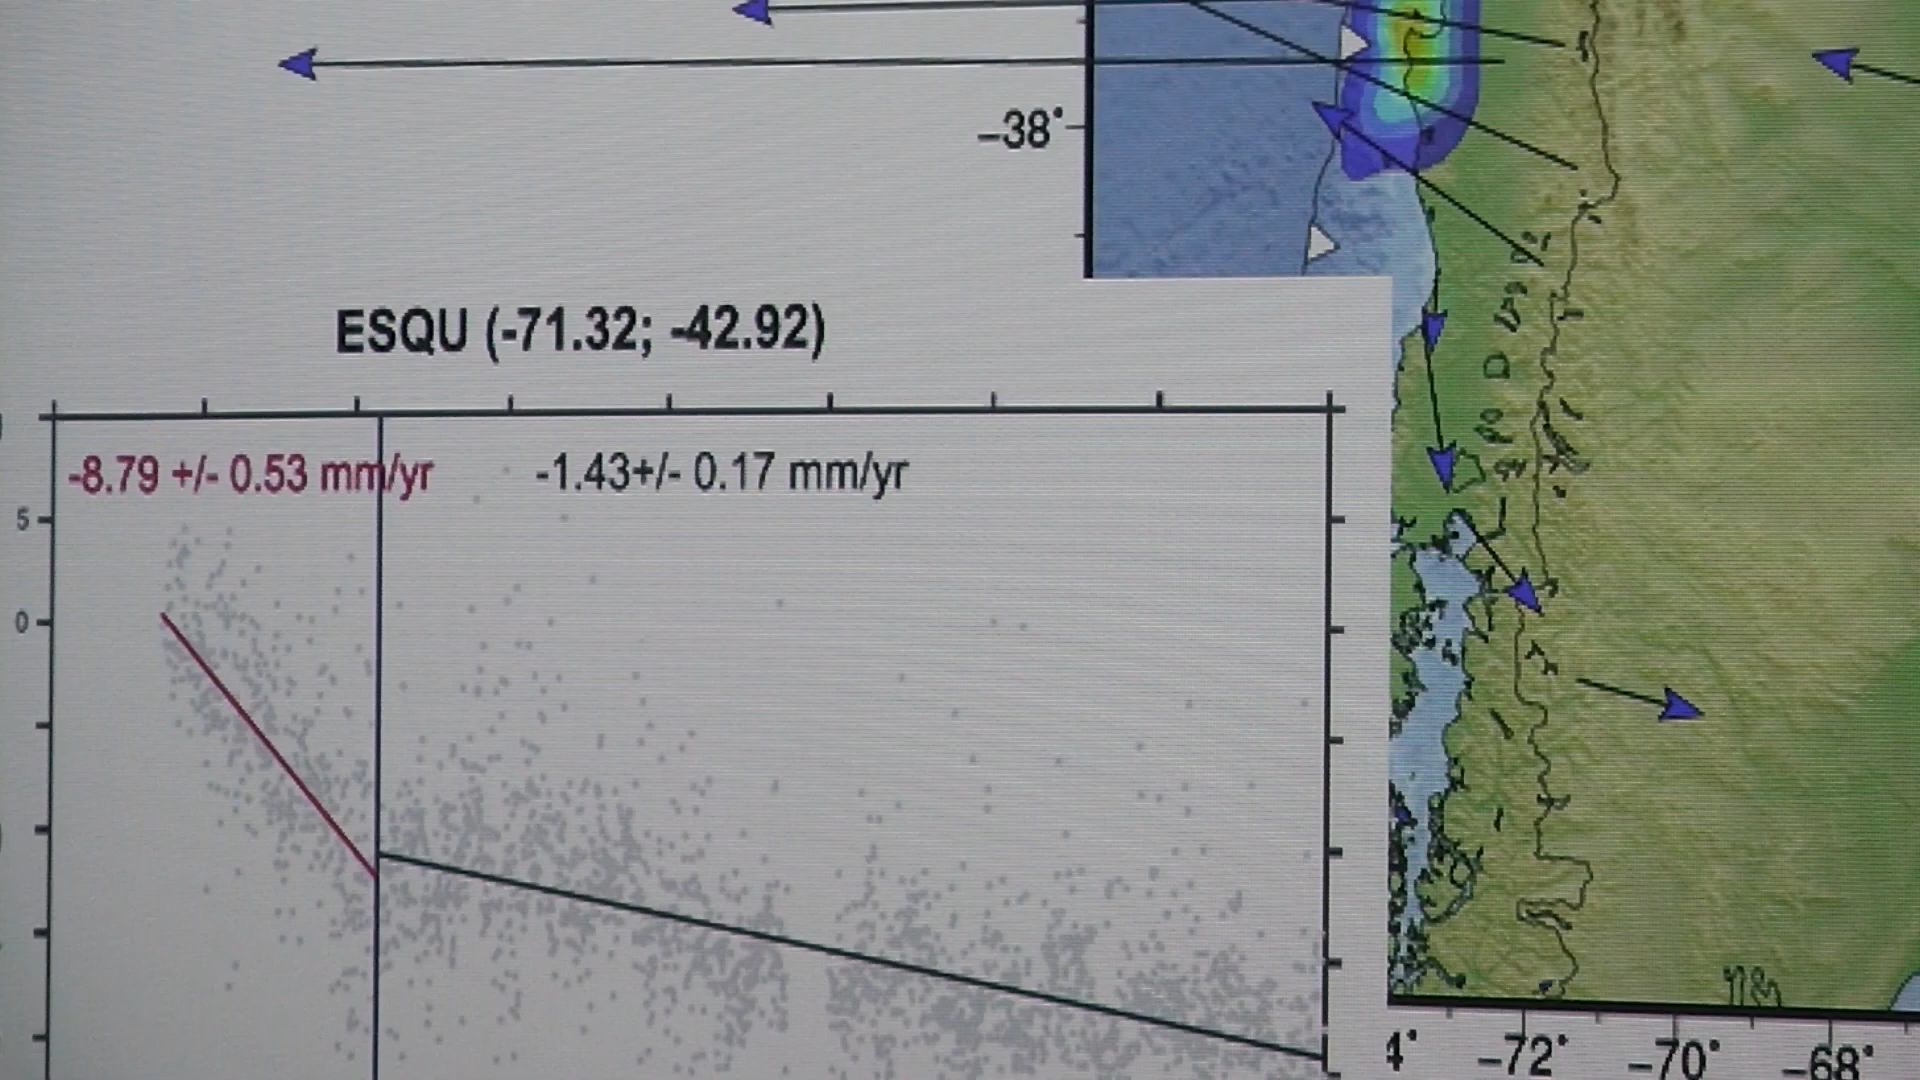 -38°
ESQU (-71.32; -42.92)
-8.79 +/- 0.53 mm/yr
-1.43+/- 0.17 mm/yr
5
0
4° -72° -70° -68°